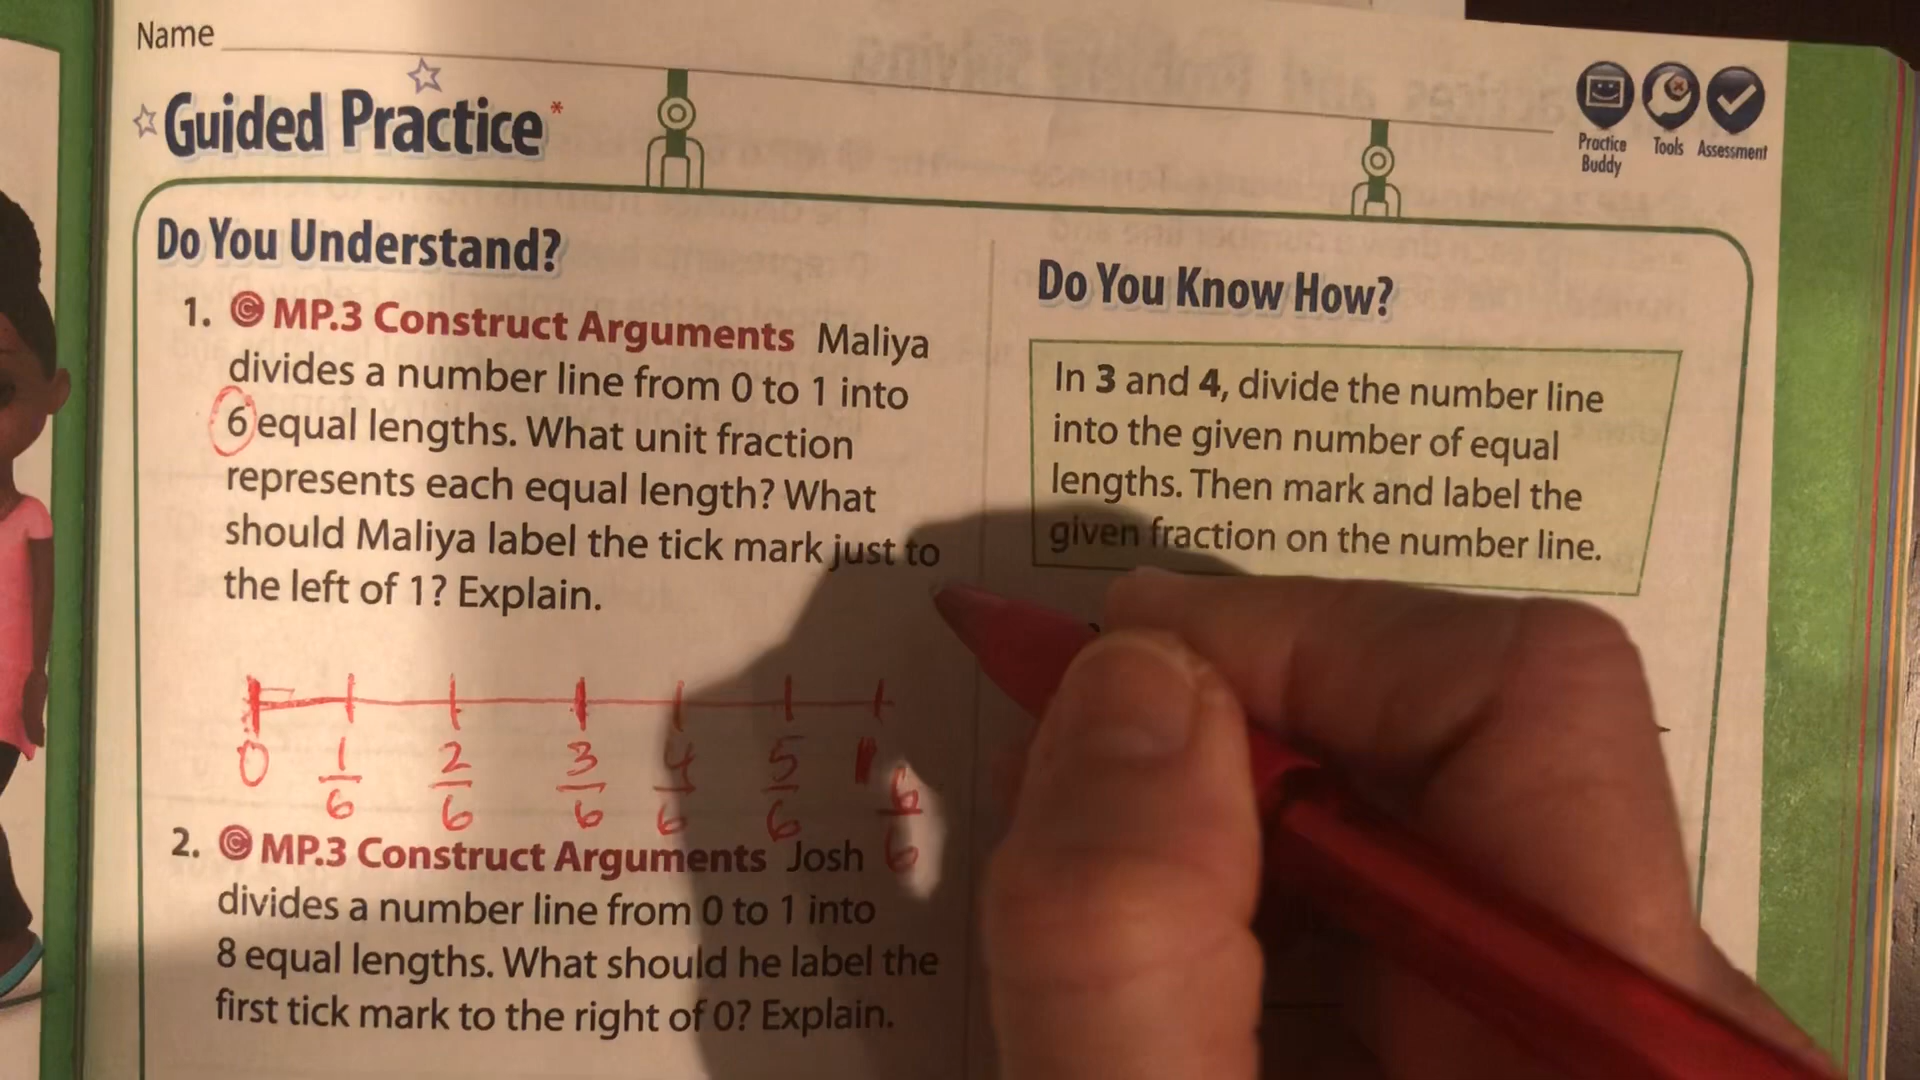 Name
Guided Practice*
Practice Buddy
Tools
Assessment
Do You Understand?
1. © MP.3 Construct Arguments Maliya
divides a number line from 0 to 1 into
6 equal lengths. What unit fraction
represents each equal length? What
should Maliya label the tick mark just to
the left of 1? Explain.
0 1/6 2/6 3/6 4/6 5/6 1 6/6
2. © MP.3 Construct Arguments Josh
divides a number line from 0 to 1 into
8 equal lengths. What should he label the
first tick mark to the right of 0? Explain.
Do You Know How?
In 3 and 4, divide the number line
into the given number of equal
lengths. Then mark and label the
given fraction on the number line.